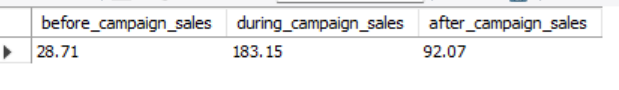 before_campaign_sales during_campaign_sales after_campaign_sales
28.71 183.15 92.07